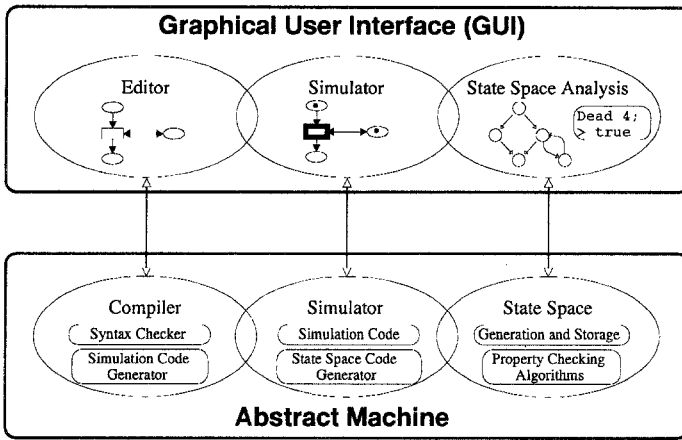 Graphical User Interface (GUI)
Editor
Simulator
State Space Analysis
Dead 4;
> true
Compiler
Simulator
State Space
Syntax Checker
Simulation Code
Generation and Storage
Simulation Code
Generator
State Space Code
Generator
Property Checking
Algorithms
Abstract Machine